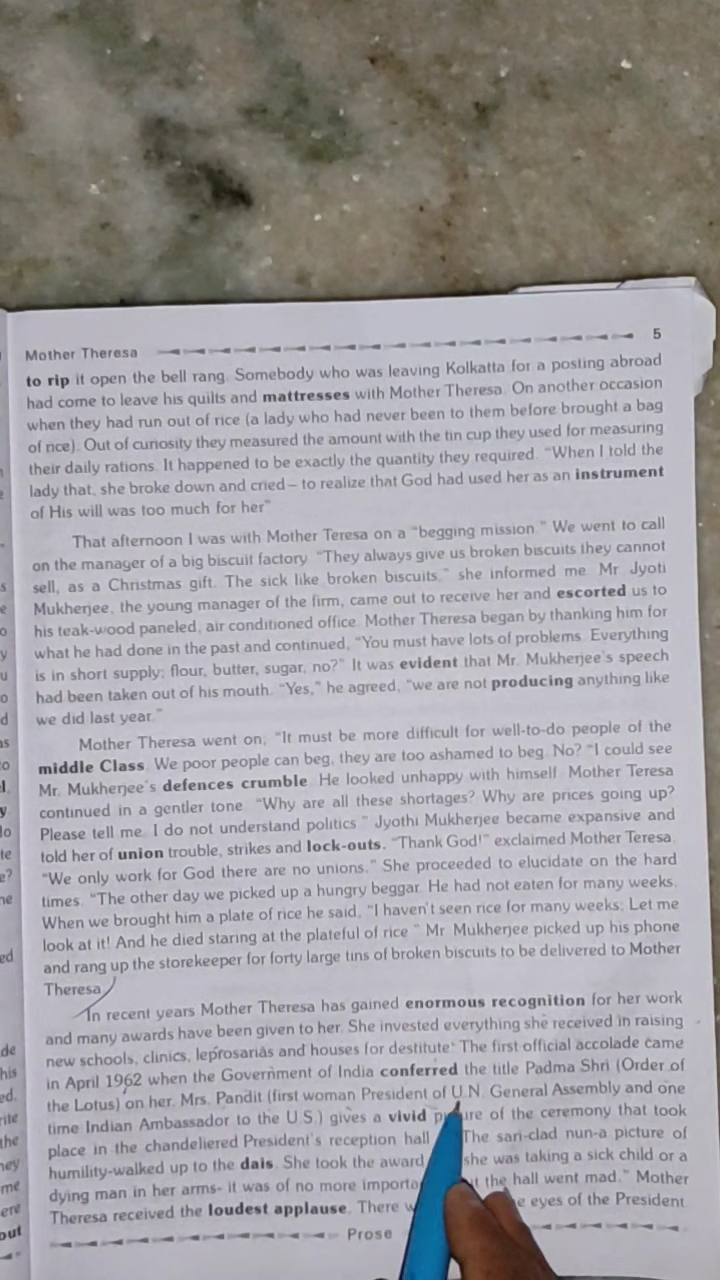 Mother Theresa 5
to rip it open the bell rang. Somebody who was leaving Kolkatta for a posting abroad
had come to leave his quilts and mattresses with Mother Theresa. On another occasion
when they had run out of rice (a lady who had never been to them before brought a bag
of rice). Out of curiosity they measured the amount with the tin cup they used for measuring
their daily rations. It happened to be exactly the quantity they required. "When I told the
lady that, she broke down and cried – to realize that God had used her as an instrument
of His will was too much for her"
That afternoon I was with Mother Teresa on a "begging mission." We went to call
on the manager of a big biscuit factory "They always give us broken biscuits they cannot
sell, as a Christmas gift. The sick like broken biscuits," she informed me. Mr Jyoti
Mukherjee, the young manager of the firm, came out to receive her and escorted us to
his teak-wood paneled, air conditioned office. Mother Theresa began by thanking him for
what he had done in the past and continued, "You must have lots of problems. Everything
is in short supply; flour, butter, sugar, no?" It was evident that Mr. Mukherjee's speech
had been taken out of his mouth. "Yes," he agreed, "we are not producing anything like
we did last year."
Mother Theresa went on; "It must be more difficult for well-to-do people of the
middle Class. We poor people can beg, they are too ashamed to beg. No? "I could see
Mr. Mukherjee's defences crumble. He looked unhappy with himself. Mother Teresa
continued in a gentler tone. "Why are all these shortages? Why are prices going up?
Please tell me. I do not understand politics." Jyothi Mukherjee became expansive and
told her of union trouble, strikes and lock-outs. "Thank God!" exclaimed Mother Teresa.
"We only work for God there are no unions." She proceeded to elucidate on the hard
times. "The other day we picked up a hungry beggar. He had not eaten for many weeks.
When we brought him a plate of rice he said, "I haven't seen rice for many weeks; Let me
look at it! And he died staring at the plateful of rice " Mr. Mukherjee picked up his phone
and rang up the storekeeper for forty large tins of broken biscuits to be delivered to Mother
Theresa
In recent years Mother Theresa has gained enormous recognition for her work
and many awards have been given to her. She invested everything she received in raising
new schools, clinics, leprosarias and houses for destitute. The first official accolade came
in April 1962 when the Government of India conferred the title Padma Shri (Order of
the Lotus) on her. Mrs. Pandit (first woman President of U.N. General Assembly and one
time Indian Ambassador to the U.S.) gives a vivid of the ceremony that took
place in the chandeliered President's reception hall The sari-clad nun-a picture of
humility-walked up to the dais. She took the award she was taking a sick child or a
dying man in her arms- it was of no more the hall went mad." Mother
Theresa received the loudest applause. There eyes of the President
Prose